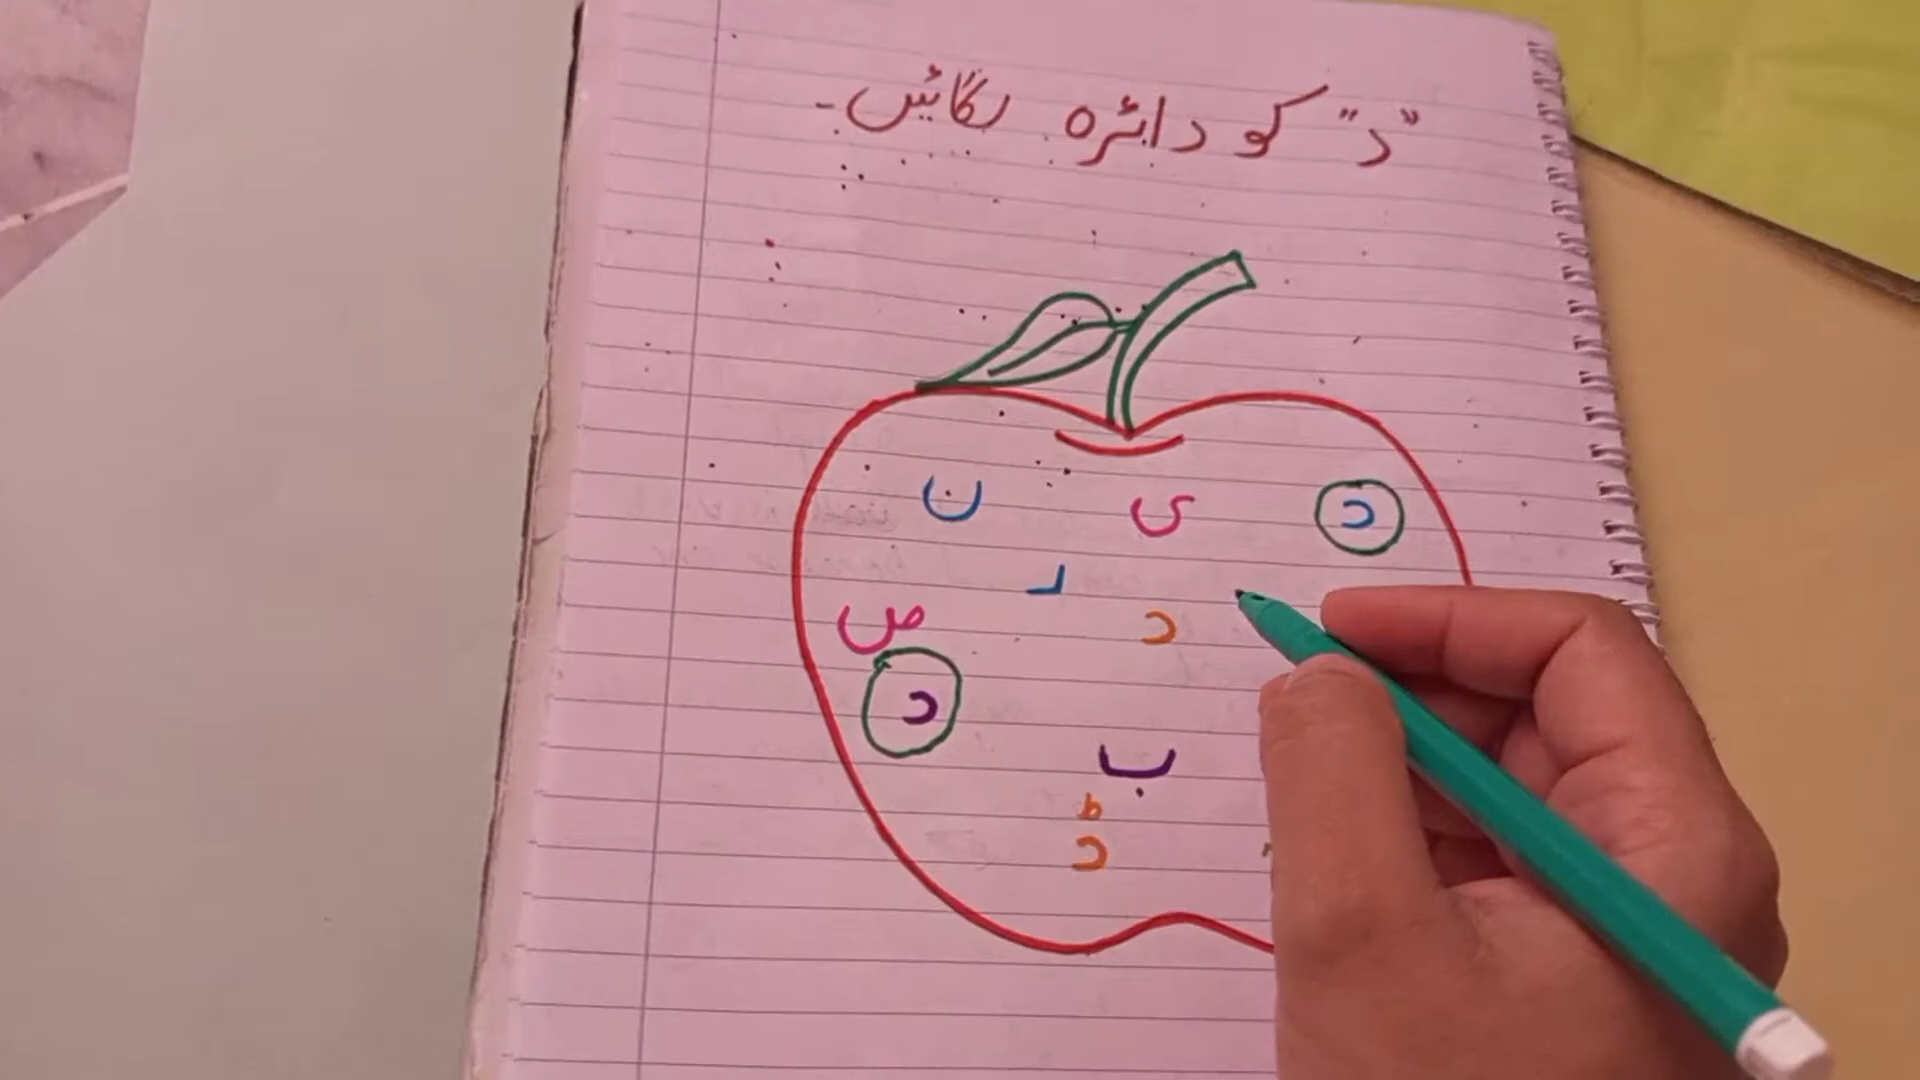 "د" کو دائرہ لگائیں۔
ن ی د
ر
ص د
د
ب
ڈ